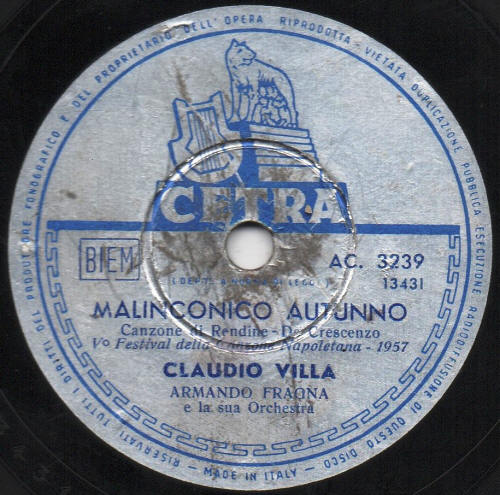 RISERVATI TUTTI I DIRITTI DEL PRODUTTORE FONOGRAFICO E DEL PROPRIETARIO DELL'OPERA RIPRODOTTA - VIETATA DUPLICAZIONE PUBBLICA ESECUZIONE RADIODIFFUSIONE DI QUESTO DISCO
CETRA
BIEM
AC. 3239
13431
MALINCONICO AUTUNNO
Canzone di Rendine - De Crescenzo
Vº Festival della Canzone Napoletana - 1957
CLAUDIO VILLA
ARMANDO FRAGNA
e la sua Orchestra
- MADE IN ITALY -